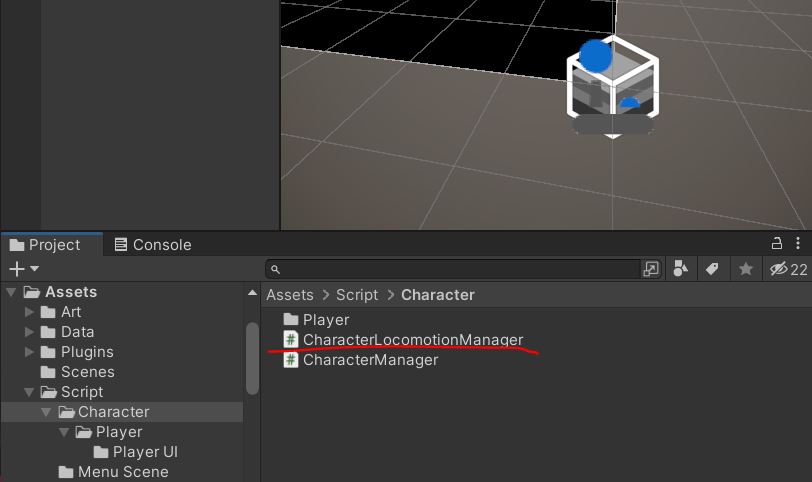 Project
Console
22
Assets
Art
Data
Plugins
Scenes
Script
Character
Player
Player UI
Menu Scene
Assets > Script > Character
Player
CharacterLocomotionManager
CharacterManager